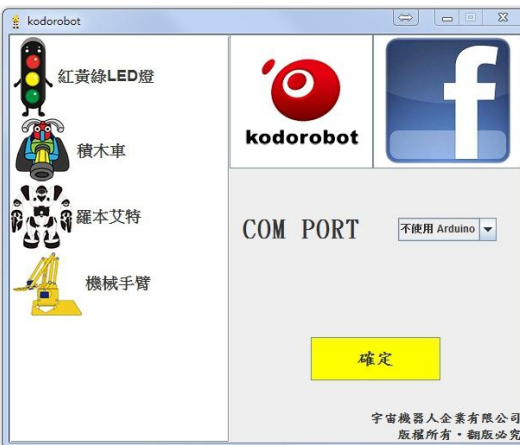 kodorobot
紅黃綠LED燈
積木車
羅本艾特
機械手臂
kodorobot
f
COM PORT
不使用 Arduino
確定
宇宙機器人企業有限公司
版權所有・翻版必究